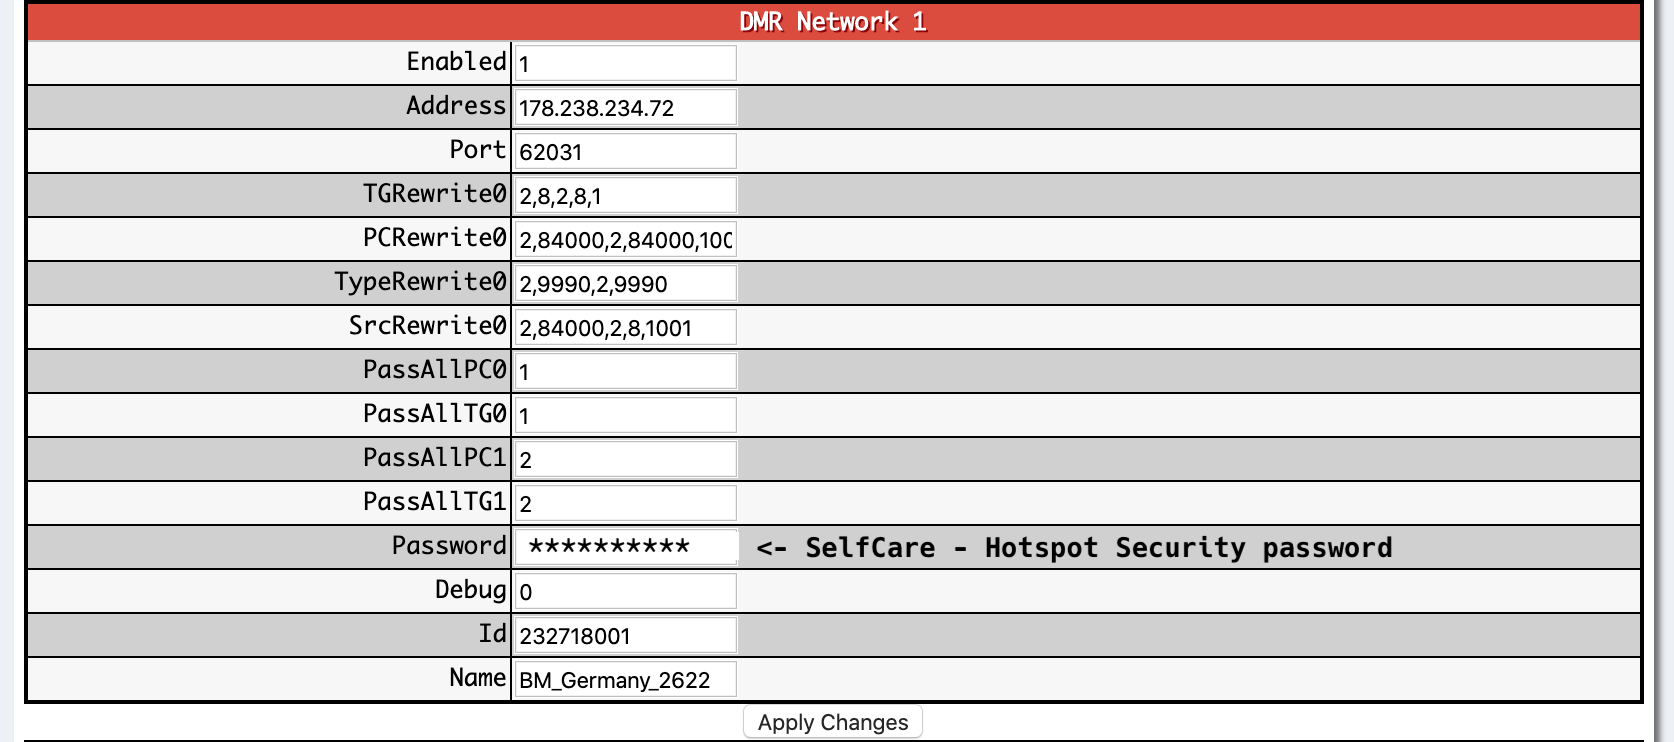 DMR Network 1
Enabled 1
Address 178.238.234.72
Port 62031
TGRewrite0 2,8,2,8,1
PCRewrite0 2,84000,2,84000,100
TypeRewrite0 2,9990,2,9990
SrcRewrite0 2,84000,2,8,1001
PassAllPC0 1
PassAllTG0 1
PassAllPC1 2
PassAllTG1 2
Password ********** <- SelfCare - Hotspot Security password
Debug 0
Id 232718001
Name BM_Germany_2622
Apply Changes